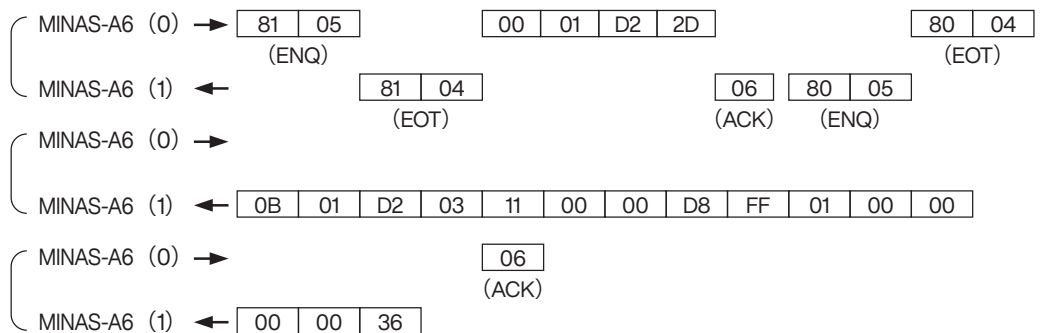 MINAS-A6 (0) → 81 05 00 01 D2 2D 80 04
(ENQ) (EOT)
MINAS-A6 (1) ← 81 04 06 80 05
(EOT) (ACK) (ENQ)
MINAS-A6 (0) →
MINAS-A6 (1) ← 0B 01 D2 03 11 00 00 D8 FF 01 00 00
MINAS-A6 (0) → 06
(ACK)
MINAS-A6 (1) ← 00 00 36